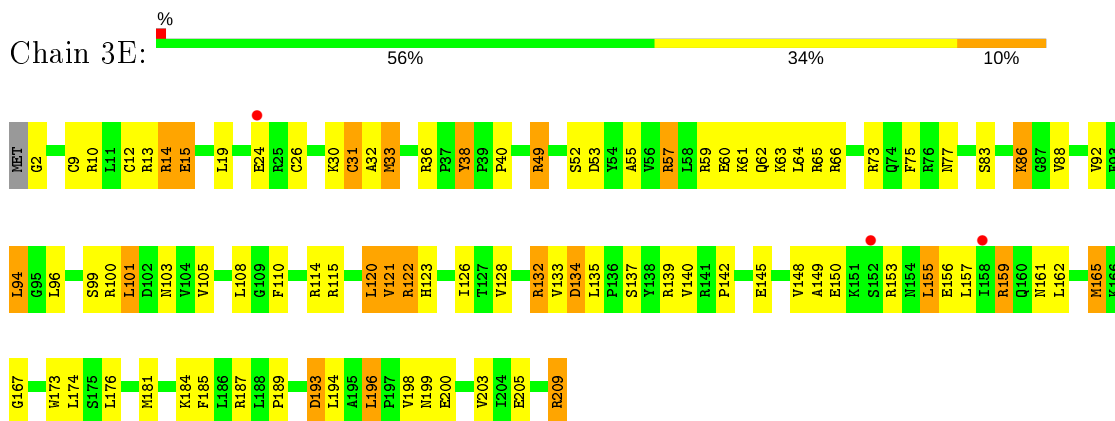 %
Chain 3E:
56% 34% 10%
MET G2 C9 R10 L11 C12 R13 R14 E15 L19 E24 R25 C26 K30 C31 A32 M33 R36 P37 Y38 P39 P40 R49 S52 D53 Y54 A55 V56 R57 L58 R59 E60 K61 Q62 K63 L64 R65 R66 R73 Q74 F75 R76 N77 S83 K86 G87 V88 V92 F93
L94 G95 L96 S99 R100 L101 D102 N103 V104 V105 L108 G109 F110 R114 R115 L120 V121 R122 H123 I126 T127 V128 R132 V133 D134 L135 P136 S137 Y138 R139 V140 R141 P142 E145 V148 A149 E150 K151 S152 R153 N154 L155 E156 L157 I158 R159 Q160 N161 L162 M165 K166
G167 W173 L174 S175 L176 M181 K184 F185 L186 R187 L188 P189 D193 L194 A195 L196 P197 V198 N199 E200 V203 I204 E205 R209